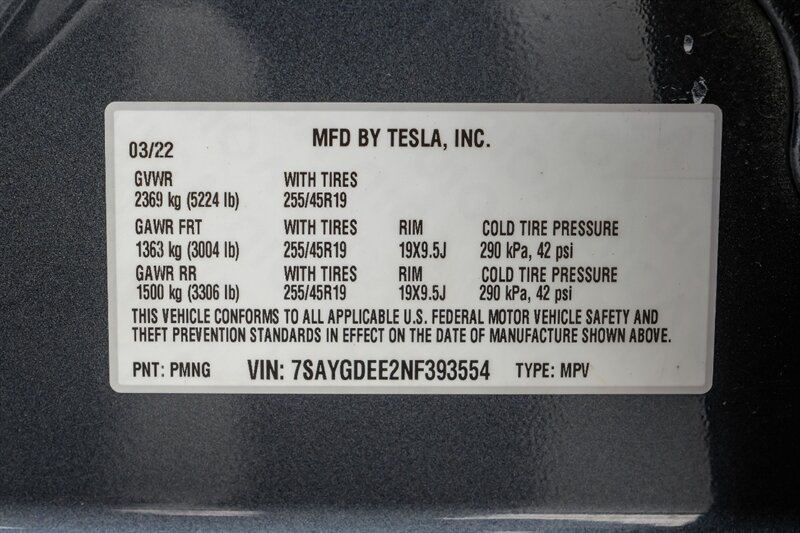 MFD BY TESLA, INC.
03/22
GVWR WITH TIRES
2369 kg (5224 lb) 255/45R19
GAWR FRT WITH TIRES RIM COLD TIRE PRESSURE
1363 kg (3004 lb) 255/45R19 19X9.5J 290 kPa, 42 psi
GAWR RR WITH TIRES RIM COLD TIRE PRESSURE
1500 kg (3306 lb) 255/45R19 19X9.5J 290 kPa, 42 psi
THIS VEHICLE CONFORMS TO ALL APPLICABLE U.S. FEDERAL MOTOR VEHICLE SAFETY AND
THEFT PREVENTION STANDARDS IN EFFECT ON THE DATE OF MANUFACTURE SHOWN ABOVE.
PNT: PMNG VIN: 7SAYGDEE2NF393554 TYPE: MPV